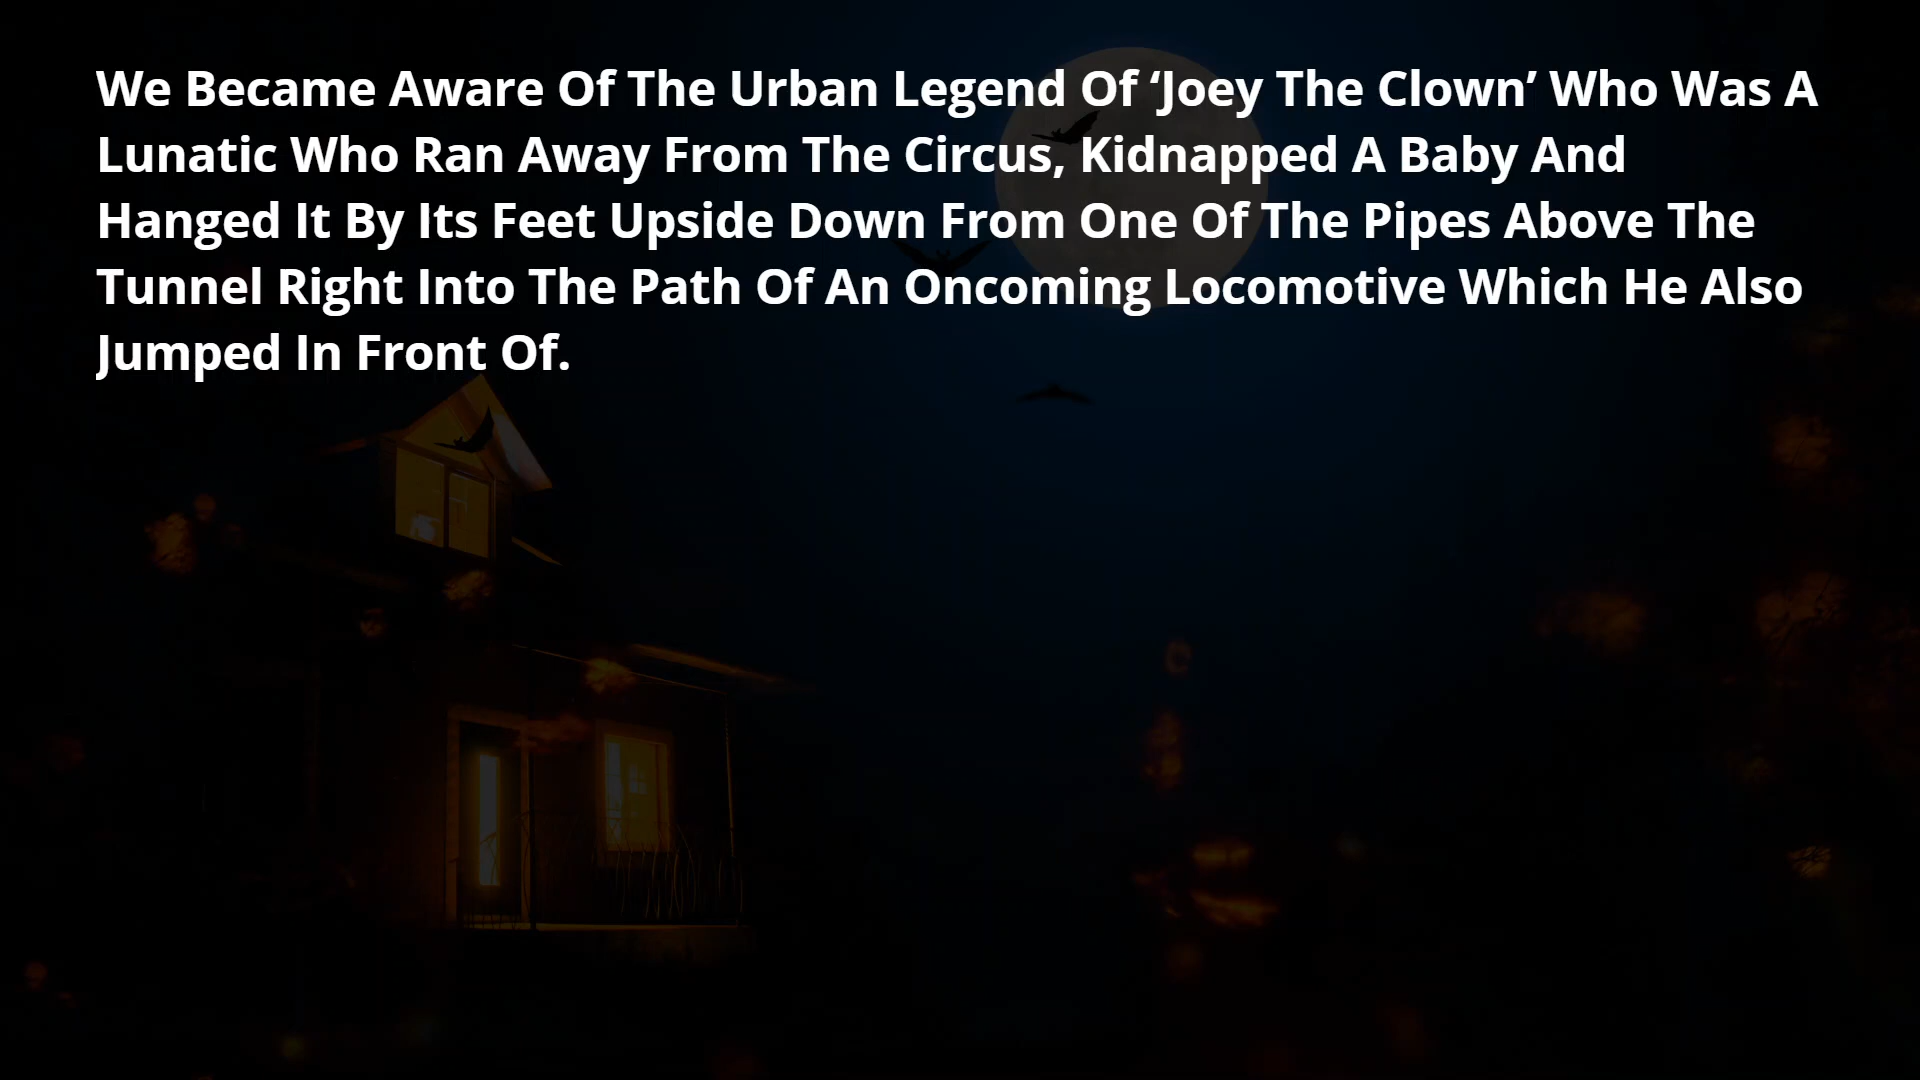 We Became Aware Of The Urban Legend Of ‘Joey The Clown’ Who Was A
Lunatic Who Ran Away From The Circus, Kidnapped A Baby And
Hanged It By Its Feet Upside Down From One Of The Pipes Above The
Tunnel Right Into The Path Of An Oncoming Locomotive Which He Also
Jumped In Front Of.